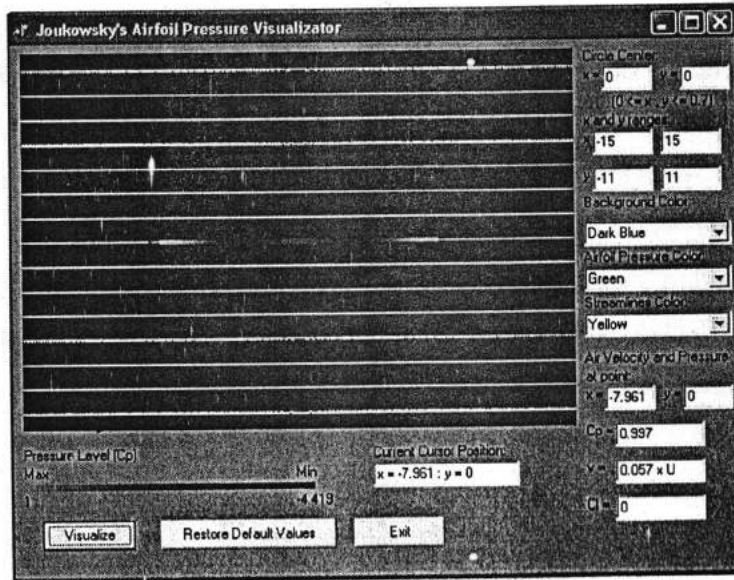 Joukowsky's Airfoil Pressure Visualizator
Circle Center:
x = 0 y = 0
(0 <= x, y <= 0.7)
x and y ranges:
x -15 15
y -11 11
Background Color:
Dark Blue
Airfoil Pressure Color:
Green
Streamlines Color:
Yellow
Air Velocity and Pressure
at point:
x = -7.961 y = 0
Cp = 0.997
v = 0.057 x U
Cl = 0
Pressure Level (Cp)
Max Min
1 -4.419
Current Cursor Position:
x = -7.961 : y = 0
Visualize Restore Default Values Exit